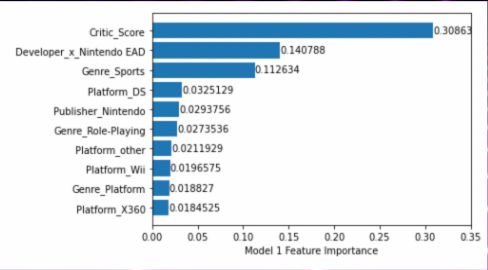 Critic_Score 0.30863
Developer_x_Nintendo EAD 0.140788
Genre_Sports 0.112634
Platform_DS 0.0325129
Publisher_Nintendo 0.0293756
Genre_Role-Playing 0.0273536
Platform_other 0.0211929
Platform_Wii 0.0196575
Genre_Platform 0.018827
Platform_X360 0.0184525
0.00 0.05 0.10 0.15 0.20 0.25 0.30 0.35
Model 1 Feature Importance